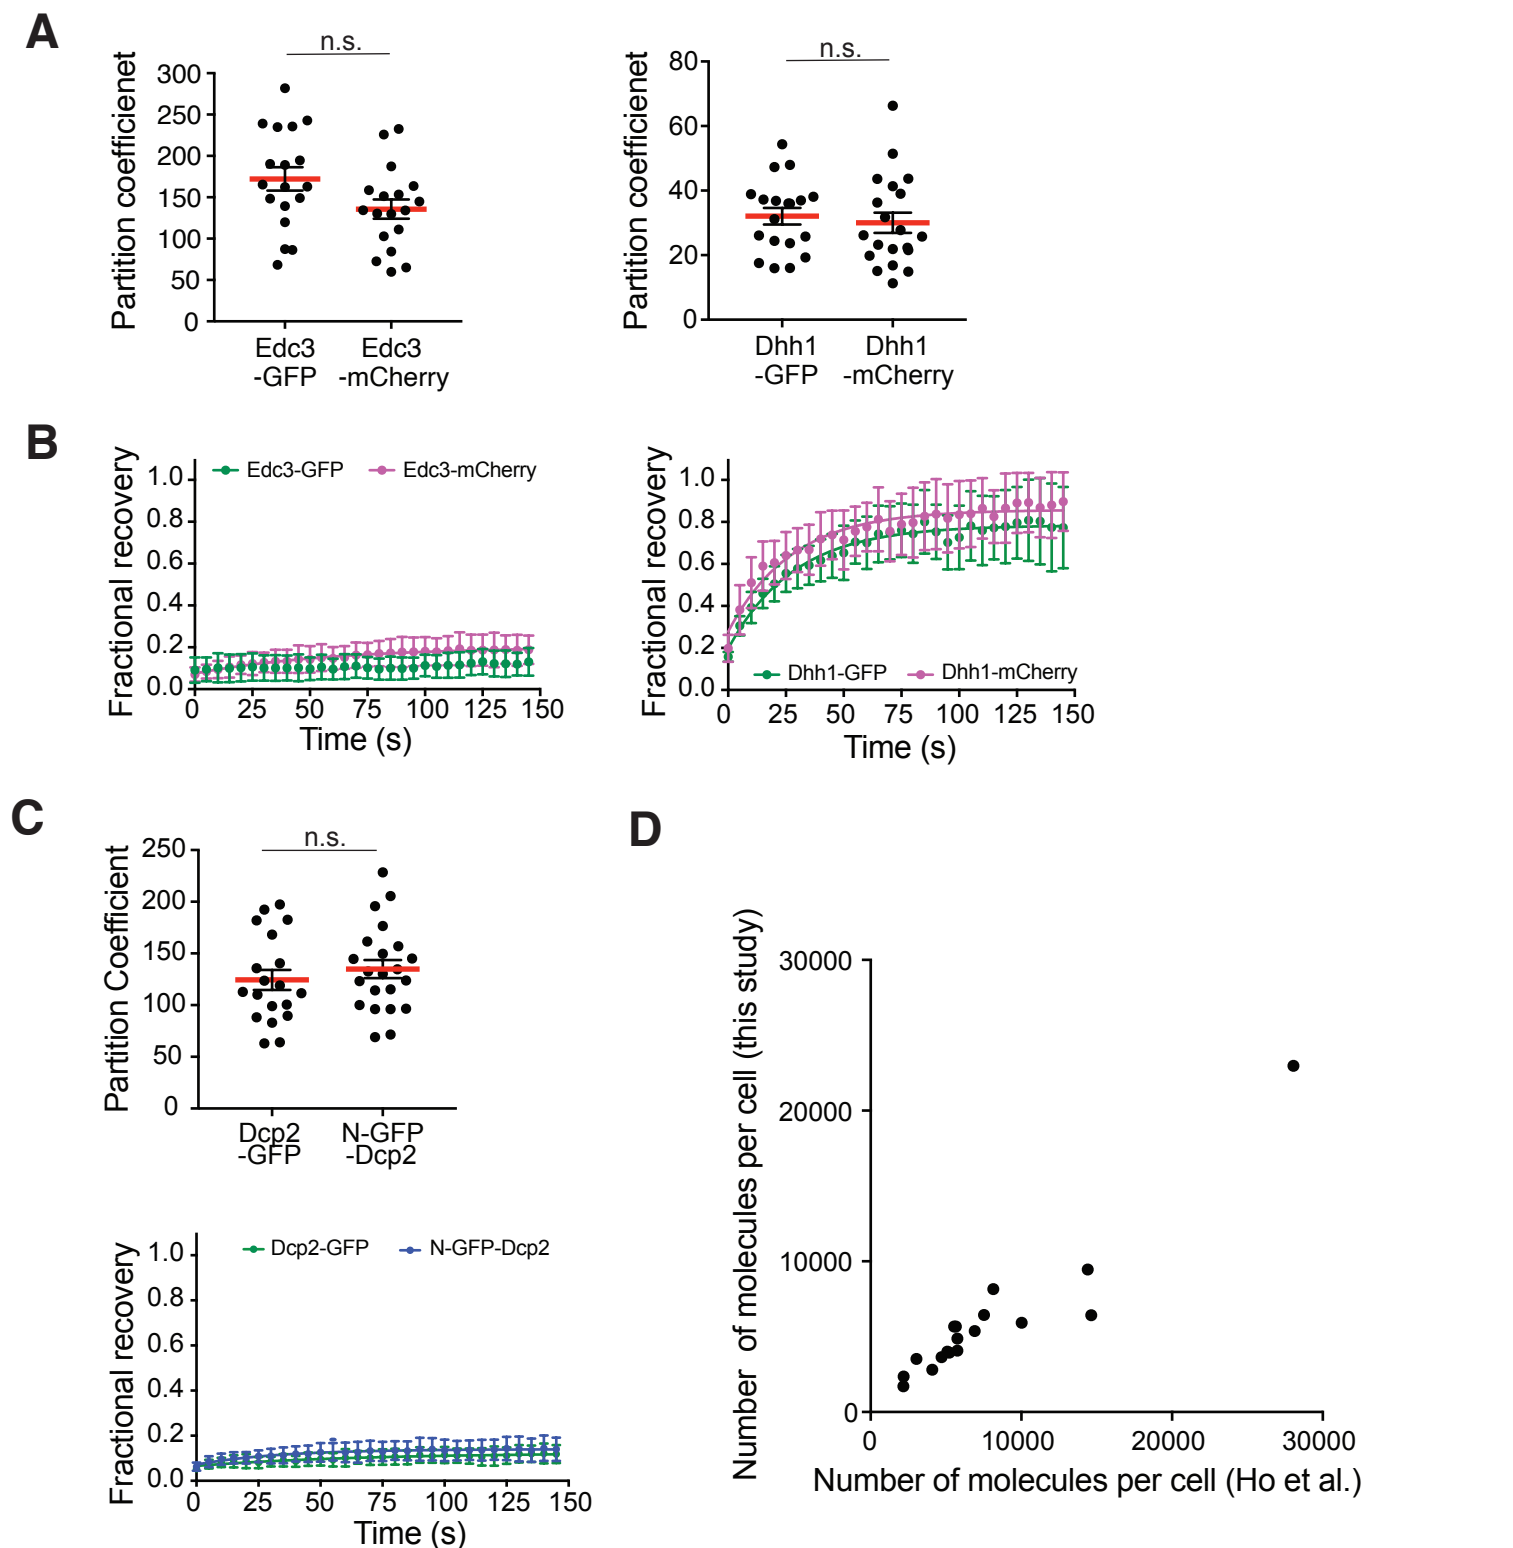 A
n.s.
Partition coefficienet
300
250
200
150
100
50
0
Edc3
-GFP
Edc3
-mCherry
n.s.
Partition coefficienet
80
60
40
20
0
Dhh1
-GFP
Dhh1
-mCherry
B
Edc3-GFP
Edc3-mCherry
Fractional recovery
1.0
0.8
0.6
0.4
0.2
0.0
0 25 50 75 100 125 150
Time (s)
Fractional recovery
1.0
0.8
0.6
0.4
0.2
0.0
Dhh1-GFP
Dhh1-mCherry
0 25 50 75 100 125 150
Time (s)
C
n.s.
Partition Coefficient
250
200
150
100
50
0
Dcp2
-GFP
N-GFP
-Dcp2
Dcp2-GFP
N-GFP-Dcp2
Fractional recovery
1.0
0.8
0.6
0.4
0.2
0.0
0 25 50 75 100 125 150
Time (s)
D
Number of molecules per cell (this study)
30000
20000
10000
0
0 10000 20000 30000
Number of molecules per cell (Ho et al.)